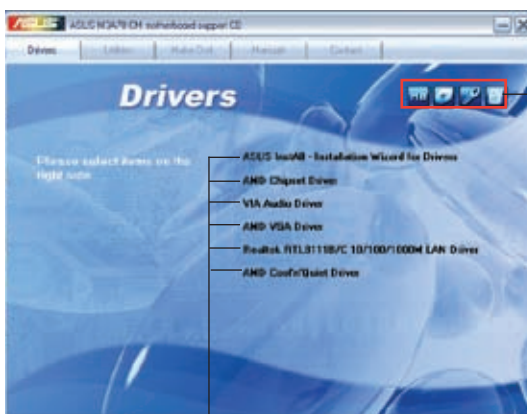 ASUS M3A78-CM motherboard support CD
Drivers
Utilities
Make Disk
Manuals
Contact
Drivers
Please select items on the
right side
ASUS InstAll - Installation Wizard for Drivers
AMD Chipset Driver
VIA Audio Driver
AMD VGA Driver
Realtek RTL8111B/C 10/100/1000M LAN Driver
AMD Cool'n'Quiet Driver